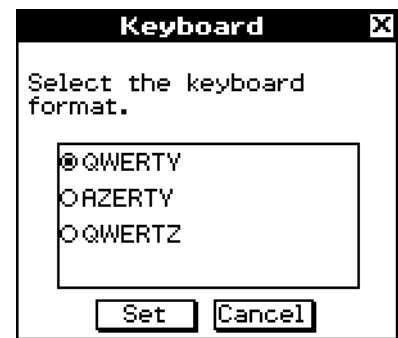 Keyboard
Select the keyboard
format.
QWERTY
AZERTY
QWERTZ
Set Cancel